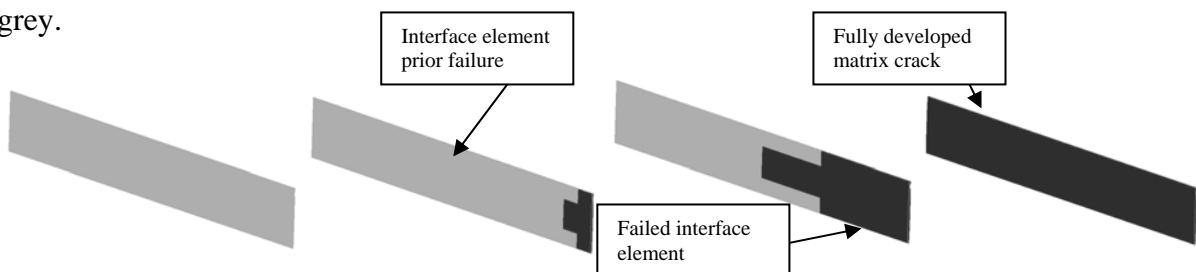 grey.
Interface element
prior failure
Fully developed
matrix crack
Failed interface
element